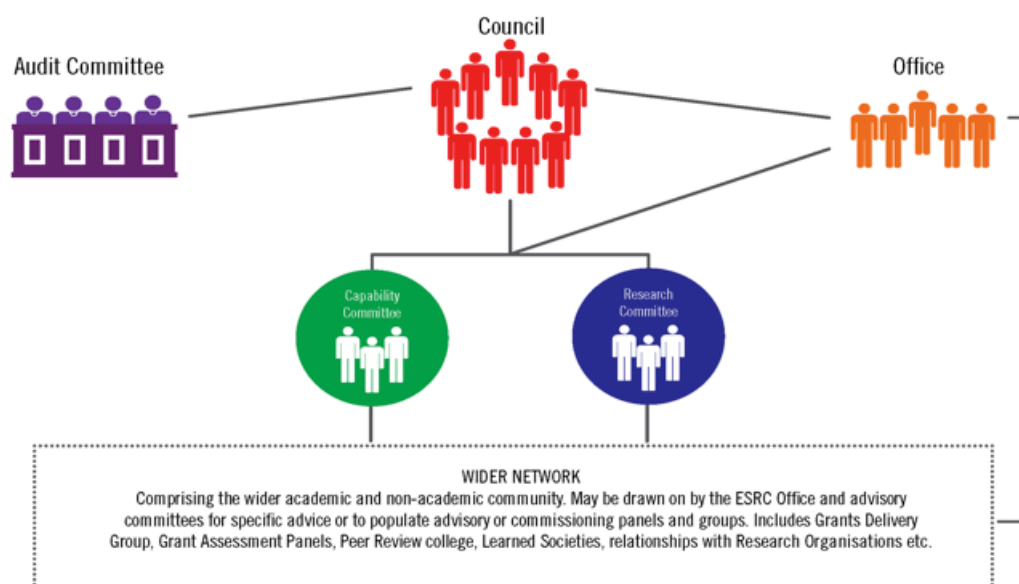 Council
Audit Committee
Office
Capability
Committee
Research
Committee
WIDER NETWORK
Comprising the wider academic and non-academic community. May be drawn on by the ESRC Office and advisory
committees for specific advice or to populate advisory or commissioning panels and groups. Includes Grants Delivery
Group, Grant Assessment Panels, Peer Review college, Learned Societies, relationships with Research Organisations etc.